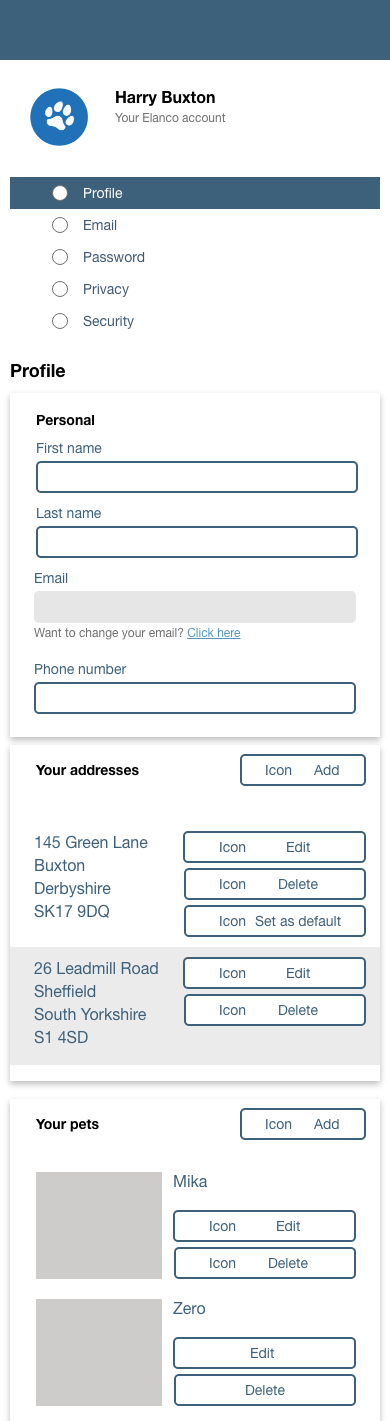 Harry Buxton
Your Elanco account
Profile
Email
Password
Privacy
Security
Profile
Personal
First name
Last name
Email
Want to change your email? Click here
Phone number
Your addresses
Icon Add
145 Green Lane
Buxton
Derbyshire
SK17 9DQ
Icon Edit
Icon Delete
Icon Set as default
26 Leadmill Road
Sheffield
South Yorkshire
S1 4SD
Icon Edit
Icon Delete
Your pets
Icon Add
Mika
Icon Edit
Icon Delete
Zero
Edit
Delete